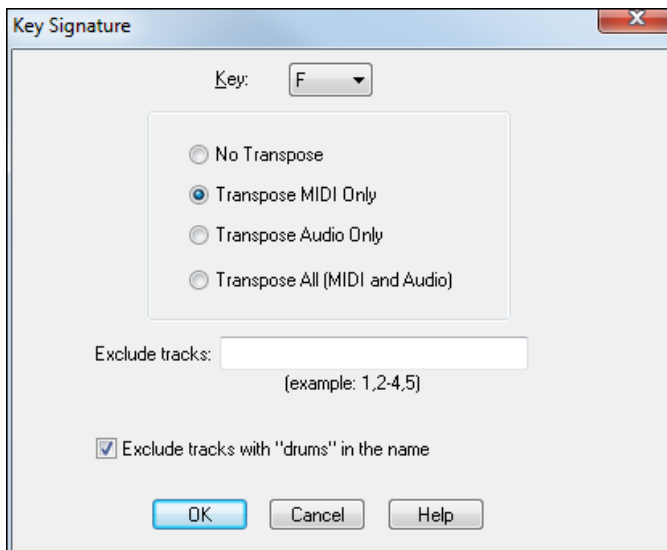 Key Signature
Key: F
No Transpose
Transpose MIDI Only
Transpose Audio Only
Transpose All (MIDI and Audio)
Exclude tracks:
(example: 1,2-4,5)
Exclude tracks with "drums" in the name
OK Cancel Help